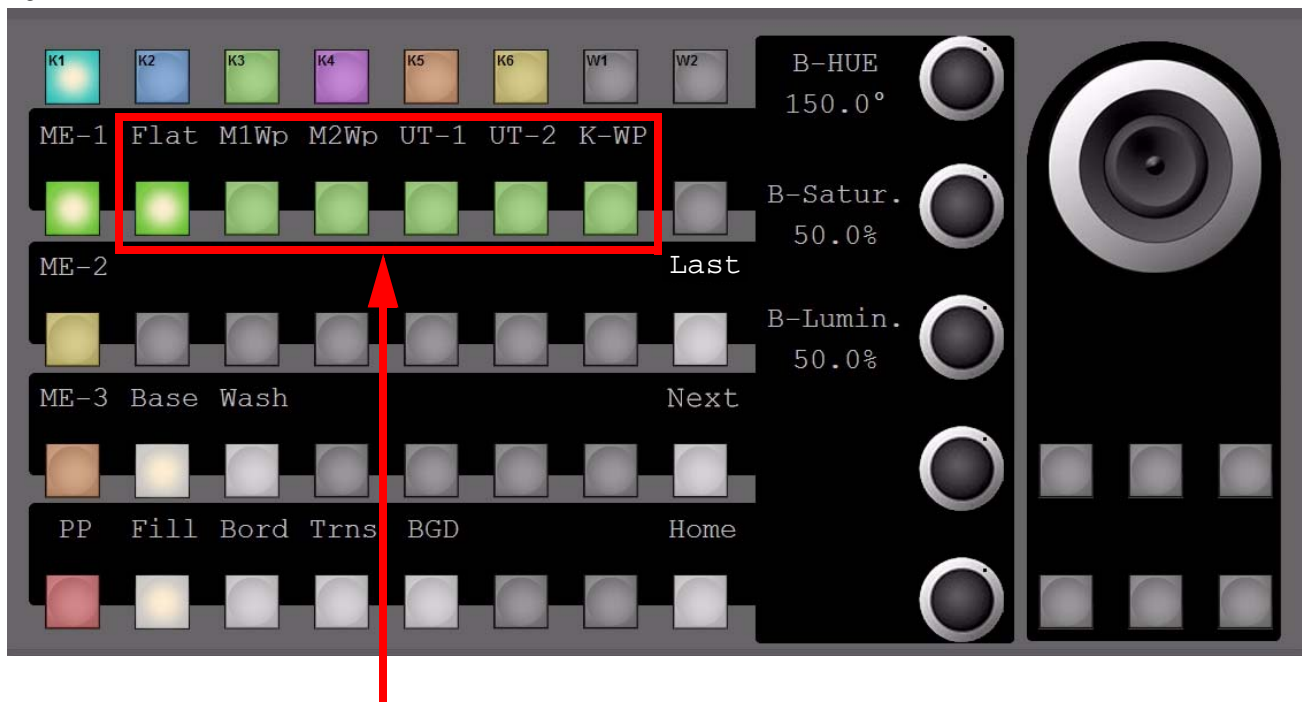 K1 K2 K3 K4 K5 K6 W1 W2
B-HUE
150.0°
ME-1 Flat M1Wp M2Wp UT-1 UT-2 K-WP
B-Satur.
50.0%
ME-2 Last
B-Lumin.
50.0%
ME-3 Base Wash Next
PP Fill Bord Trns BGD Home